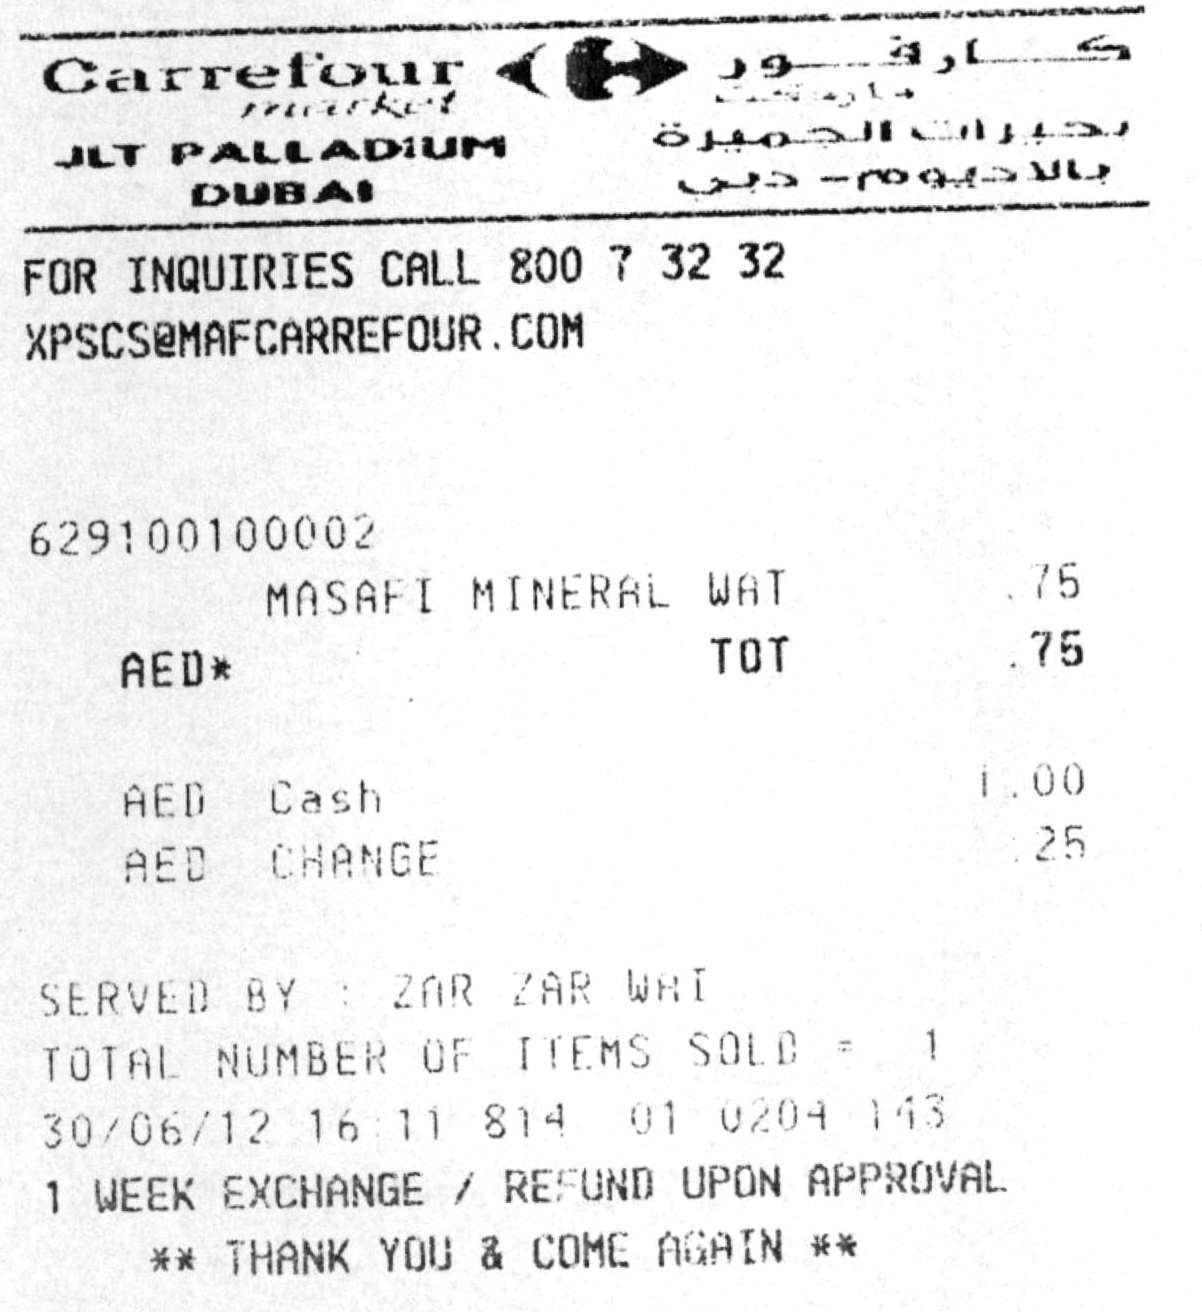 Carrefour
market
JLT PALLADIUM
DUBAI
كارفور
ماركت
بحيرات الجميرة
بالاديوم - دبي
FOR INQUIRIES CALL 800 7 32 32
XPSCS@MAFCARREFOUR.COM
629100100002
MASAFI MINERAL WAT .75
AED* TOT .75
AED Cash 1.00
AED CHANGE .25
SERVED BY : ZAR ZAR WAI
TOTAL NUMBER OF ITEMS SOLD = 1
30/06/12 16:11 814 01 0204 143
1 WEEK EXCHANGE / REFUND UPON APPROVAL
** THANK YOU & COME AGAIN **